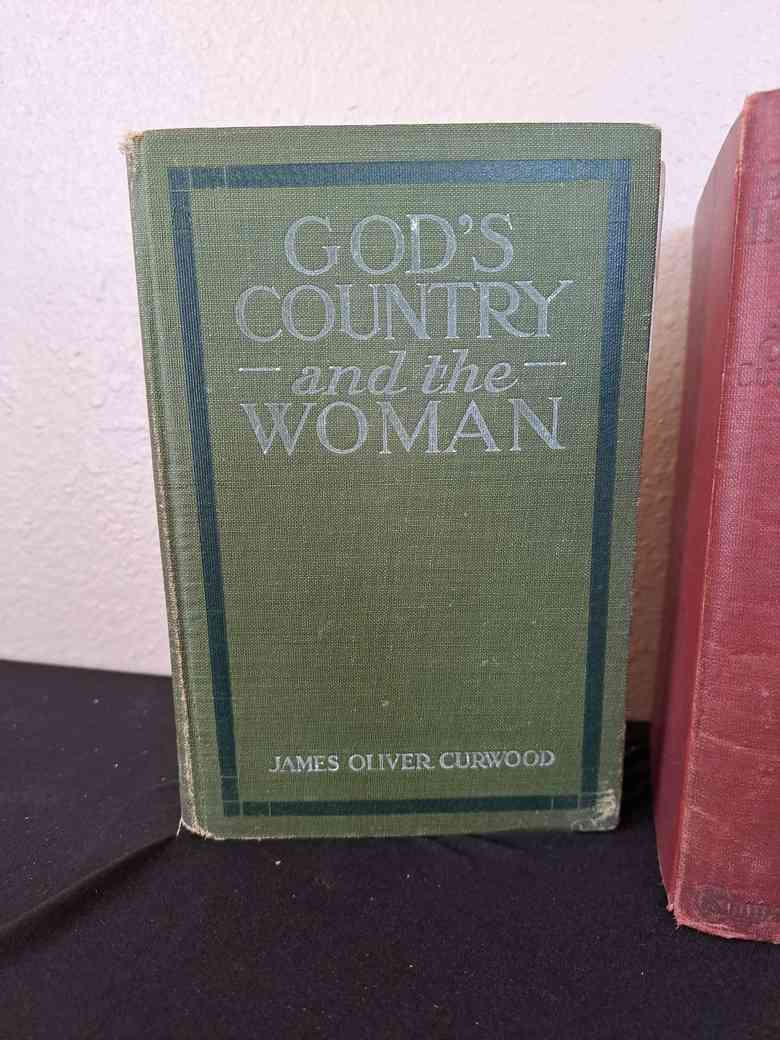 GOD'S
COUNTRY
— and the —
WOMAN
JAMES OLIVER CURWOOD